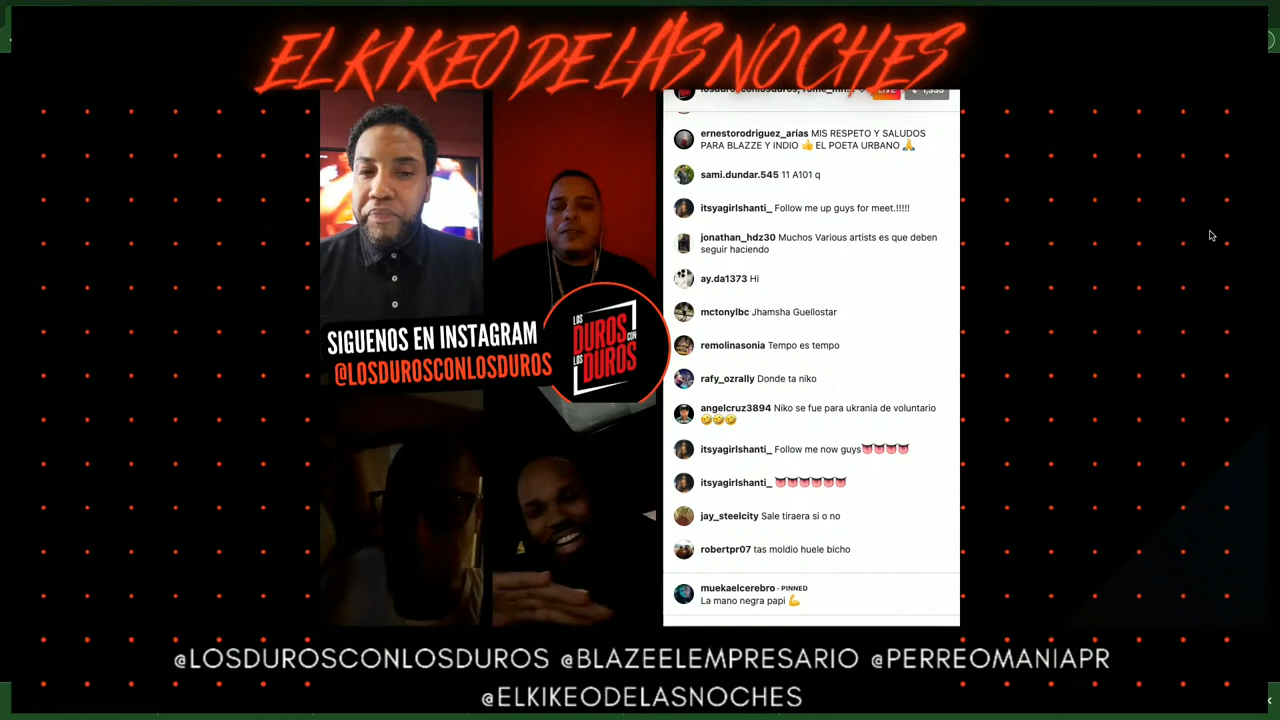 EL KIKEO DE LAS NOCHES
LIVE
1,335
ernestorodriguez_arias MIS RESPETO Y SALUDOS
PARA BLAZZE Y INDIO 👍 EL POETA URBANO 🙏
sami.dundar.545 11 A101 q
itsyagirlshanti_ Follow me up guys for meet.!!!!!
jonathan_hdz30 Muchos Various artists es que deben
seguir haciendo
ay.da1373 Hi
mctonylbc Jhamsha Guellostar
remolinasonia Tempo es tempo
rafy_ozrally Donde ta niko
angelcruz3894 Niko se fue para ukrania de voluntario
🤣🤣🤣
itsyagirlshanti_ Follow me now guys👅👅👅👅
itsyagirlshanti_ 👅👅👅👅👅👅
jay_steelcity Sale tiraera si o no
robertpr07 tas moldio huele bicho
muekaelcerebro · PINNED
La mano negra papi 💪
SIGUENOS EN INSTAGRAM
@LOSDUROSCONLOSDUROS
LOS
DUROS
CON
LOS
DUROS
@LOSDUROSCONLOSDUROS @BLAZEELEMPRESARIO @PERREOMANIAPR
@ELKIKEODELASNOCHES